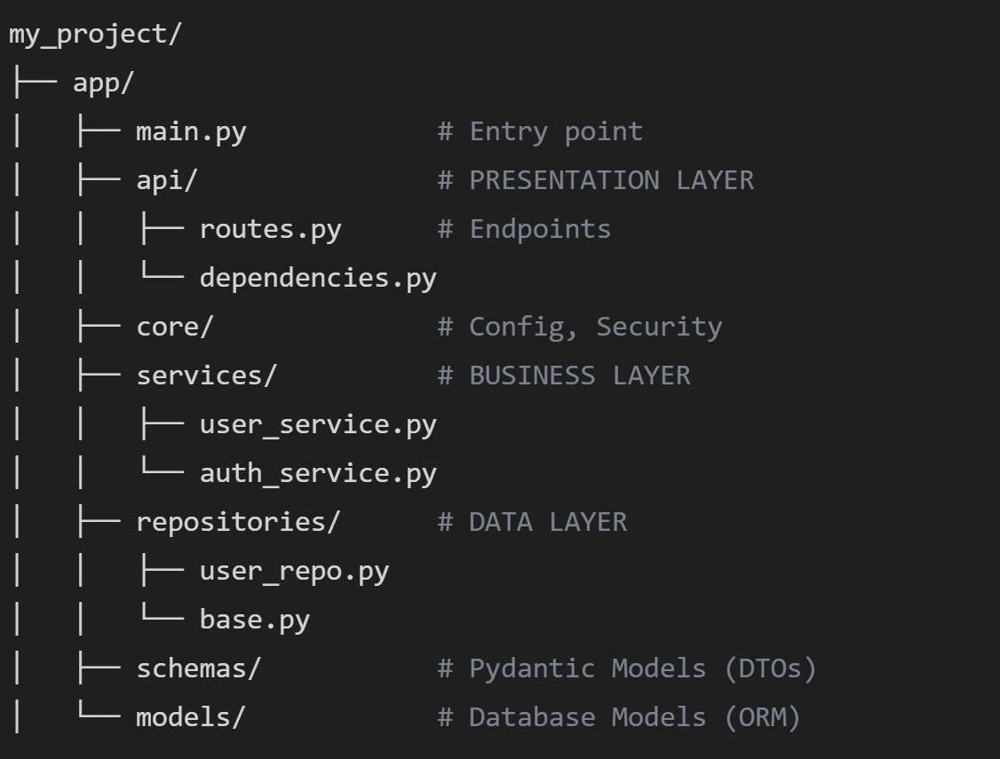 my_project/
├── app/
│   ├── main.py            # Entry point
│   ├── api/               # PRESENTATION LAYER
│   │   ├── routes.py      # Endpoints
│   │   └── dependencies.py
│   ├── core/              # Config, Security
│   ├── services/          # BUSINESS LAYER
│   │   ├── user_service.py
│   │   └── auth_service.py
│   ├── repositories/      # DATA LAYER
│   │   ├── user_repo.py
│   │   └── base.py
│   ├── schemas/           # Pydantic Models (DTOs)
│   └── models/            # Database Models (ORM)